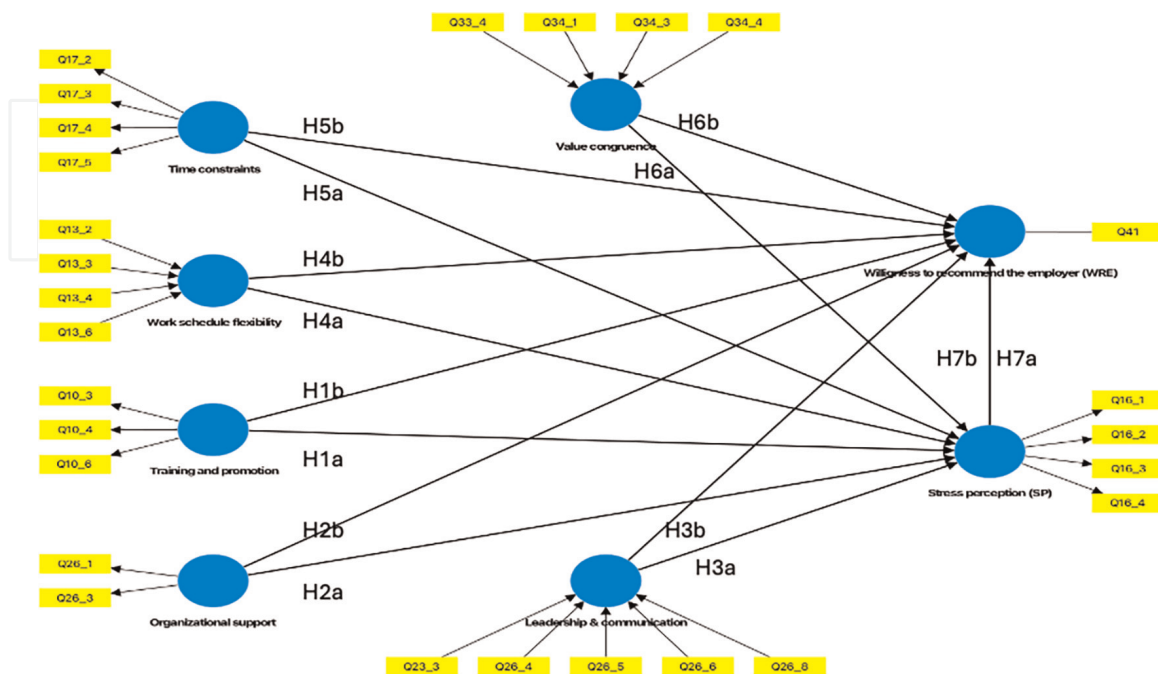 Q33_4
Q34_1
Q34_3
Q34_4
Q17_2
Q17_3
Q17_4
Q17_5
Time constraints
Value congruence
H5b
H6b
H6a
H5a
Q13_2
Q13_3
Q13_4
Q13_6
Work schedule flexibility
H4b
H4a
Q41
Willigness to recommend the employer (WRE)
H7b
H7a
Q10_3
Q10_4
Q10_6
Training and promotion
H1b
H1a
Q16_1
Q16_2
Q16_3
Q16_4
Stress perception (SP)
Q26_1
Q26_3
Organizational support
H2b
H2a
H3b
H3a
Leadership & communication
Q23_3
Q26_4
Q26_5
Q26_6
Q26_8